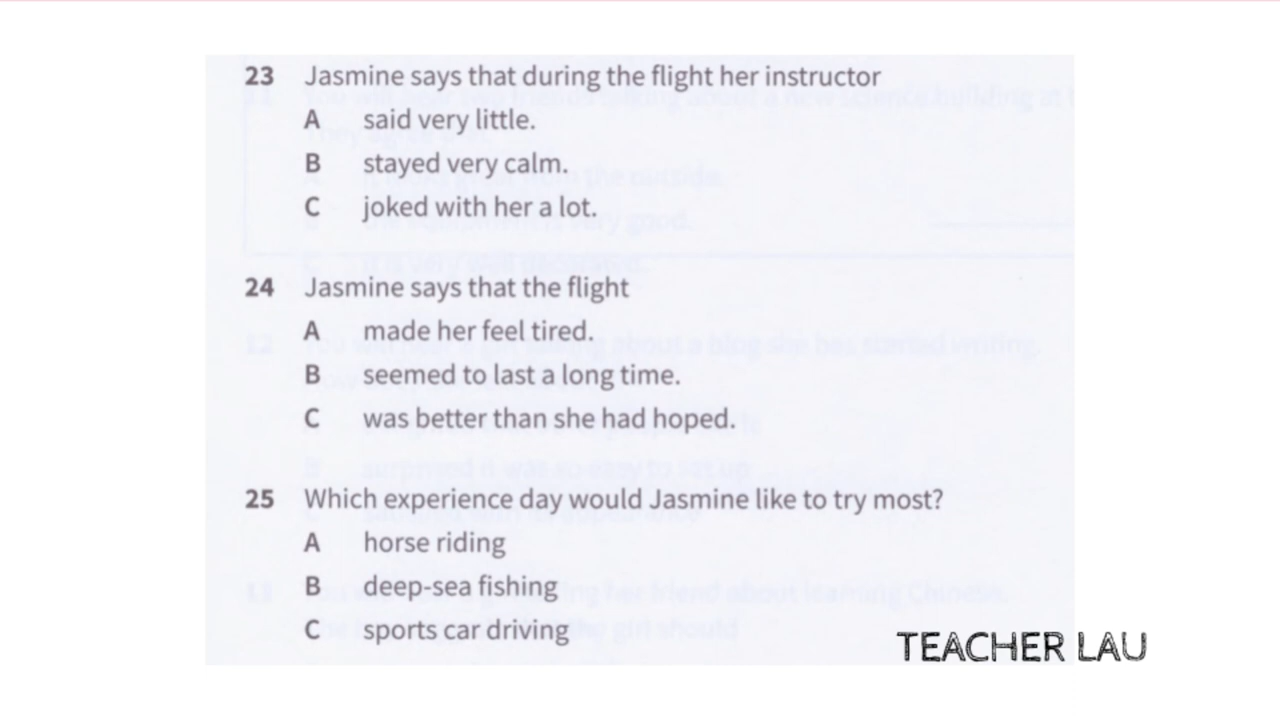 23 Jasmine says that during the flight her instructor
A said very little.
B stayed very calm.
C joked with her a lot.
24 Jasmine says that the flight
A made her feel tired.
B seemed to last a long time.
C was better than she had hoped.
25 Which experience day would Jasmine like to try most?
A horse riding
B deep-sea fishing
C sports car driving
TEACHER LAU